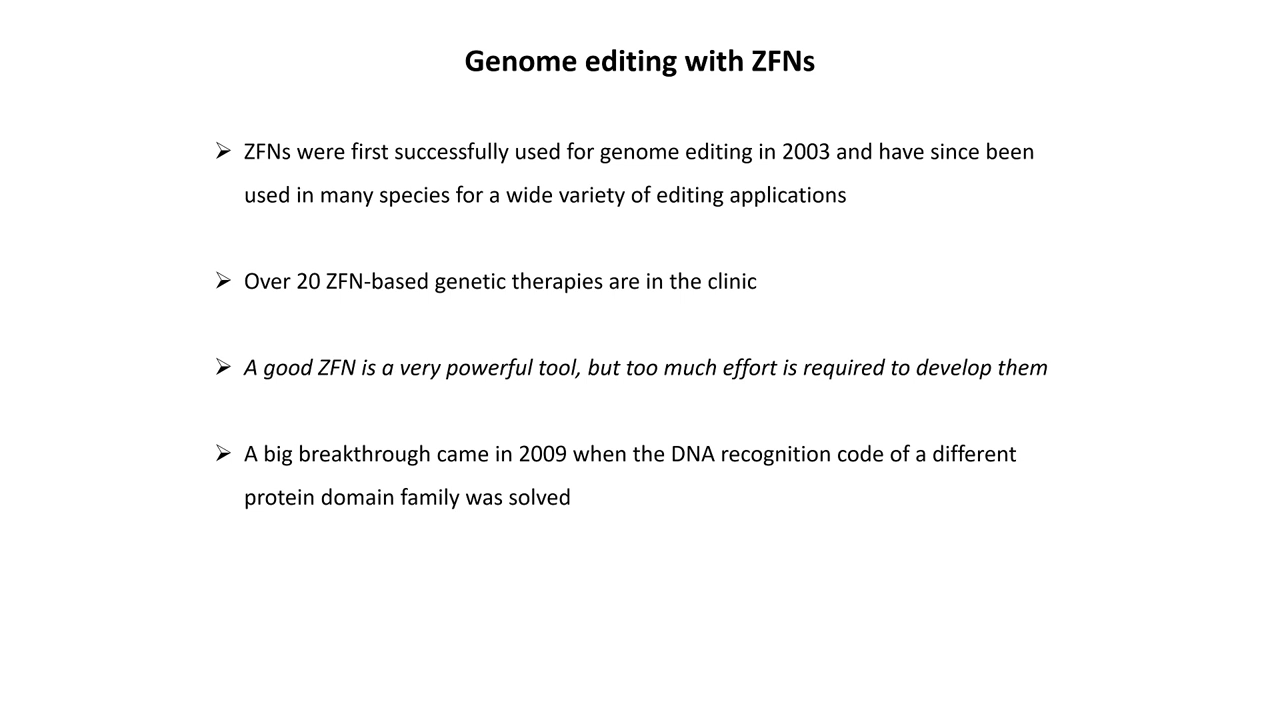 Genome editing with ZFNs
➢ ZFNs were first successfully used for genome editing in 2003 and have since been
used in many species for a wide variety of editing applications
➢ Over 20 ZFN-based genetic therapies are in the clinic
➢ A good ZFN is a very powerful tool, but too much effort is required to develop them
➢ A big breakthrough came in 2009 when the DNA recognition code of a different
protein domain family was solved